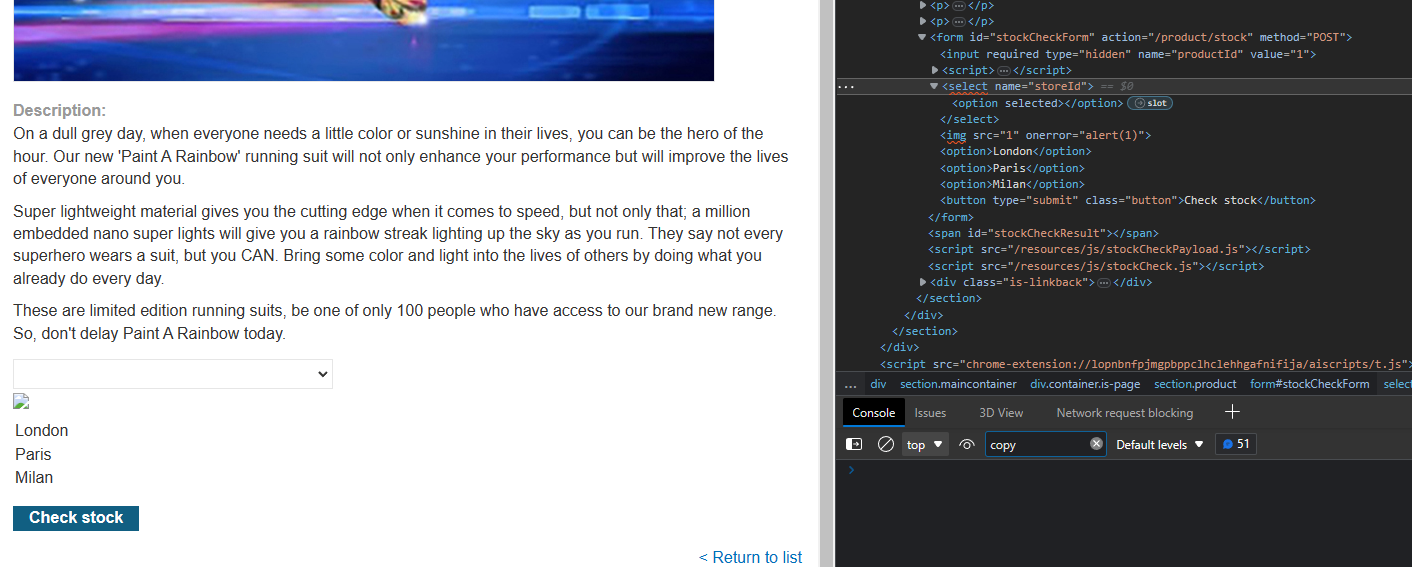 Description:
On a dull grey day, when everyone needs a little color or sunshine in their lives, you can be the hero of the
hour. Our new 'Paint A Rainbow' running suit will not only enhance your performance but will improve the lives
of everyone around you.
Super lightweight material gives you the cutting edge when it comes to speed, but not only that; a million
embedded nano super lights will give you a rainbow streak lighting up the sky as you run. They say not every
superhero wears a suit, but you CAN. Bring some color and light into the lives of others by doing what you
already do every day.
These are limited edition running suits, be one of only 100 people who have access to our brand new range.
So, don't delay Paint A Rainbow today.
London
Paris
Milan
Check stock
< Return to list
<p>…</p>
<p>…</p>
<form id="stockCheckForm" action="/product/stock" method="POST">
<input required type="hidden" name="productId" value="1">
<script>…</script>
<select name="storeId"> == $0
<option selected></option> slot
</select>
<img src="1" onerror="alert(1)">
<option>London</option>
<option>Paris</option>
<option>Milan</option>
<button type="submit" class="button">Check stock</button>
</form>
<span id="stockCheckResult"></span>
<script src="/resources/js/stockCheckPayload.js"></script>
<script src="/resources/js/stockCheck.js"></script>
<div class="is-linkback">…</div>
</section>
</div>
</section>
</div>
<script src="chrome-extension://lopnbnfpjmgpbppclhclehhgafnifija/aiscripts/t.js">
... div section.maincontainer div.container.is-page section.product form#stockCheckForm select
Console Issues 3D View Network request blocking
top copy Default levels 51